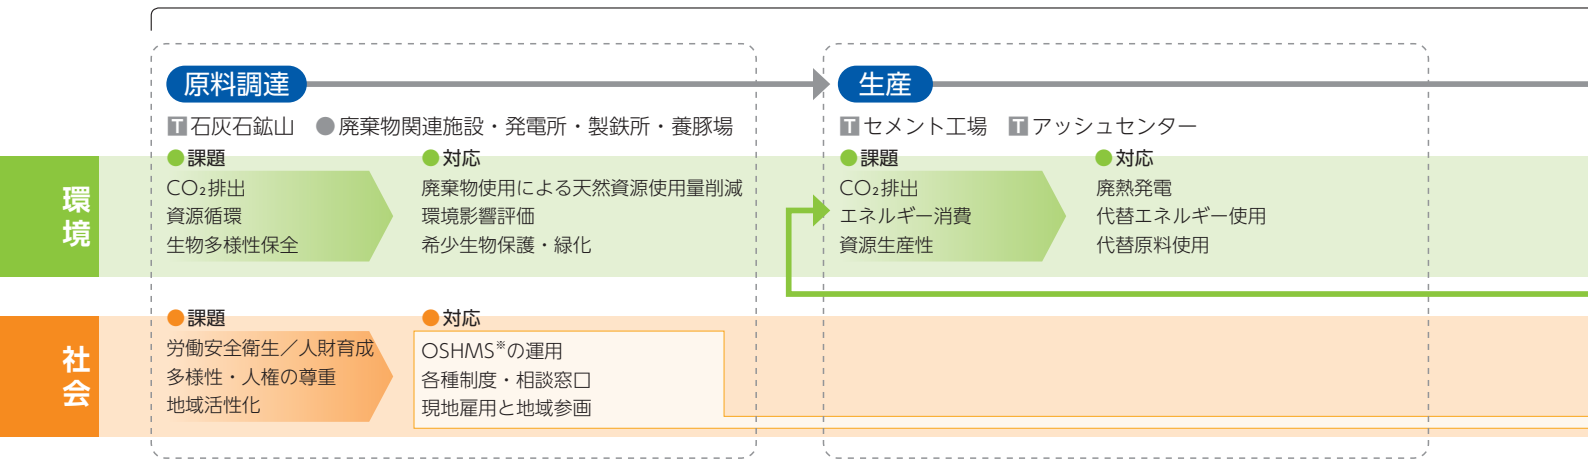 原料調達
T 石灰石鉱山 ●廃棄物関連施設・発電所・製鉄所・養豚場
環境
●課題
CO₂排出
資源循環
生物多様性保全
●対応
廃棄物使用による天然資源使用量削減
環境影響評価
希少生物保護・緑化
社会
●課題
労働安全衛生／人財育成
多様性・人権の尊重
地域活性化
●対応
OSHMS※の運用
各種制度・相談窓口
現地雇用と地域参画
生産
T セメント工場 T アッシュセンター
●課題
CO₂排出
エネルギー消費
資源生産性
●対応
廃熱発電
代替エネルギー使用
代替原料使用